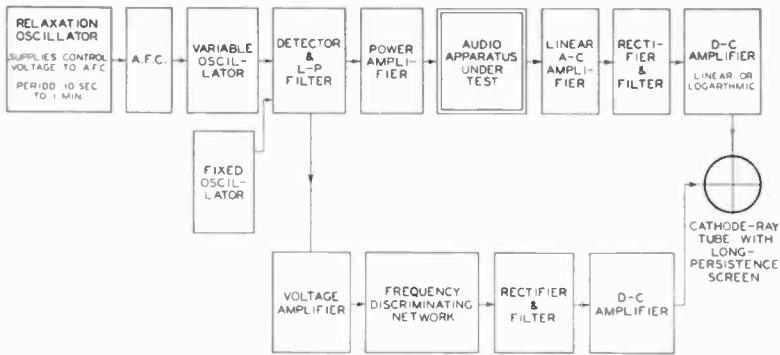 RELAXATION
OSCILLATOR
SUPPLIES CONTROL
VOLTAGE TO A.F.C.
PERIOD 10 SEC
TO 1 MIN.
A.F.C.
VARIABLE
OSCIL-
LATOR
DETECTOR
&
L-P
FILTER
POWER
AMPLI-
FIER
AUDIO
APPARATUS
UNDER
TEST
LINEAR
A-C
AMPLI-
FIER
RECTI-
FIER
&
FILTER
D-C
AMPLIFIER
LINEAR OR
LOGARITHMIC
FIXED
OSCIL-
LATOR
CATHODE-RAY
TUBE WITH
LONG-
PERSISTENCE
SCREEN
VOLTAGE
AMPLIFIER
FREQUENCY
DISCRIMINATING
NETWORK
RECTIFIER
&
FILTER
D-C
AMPLIFIER